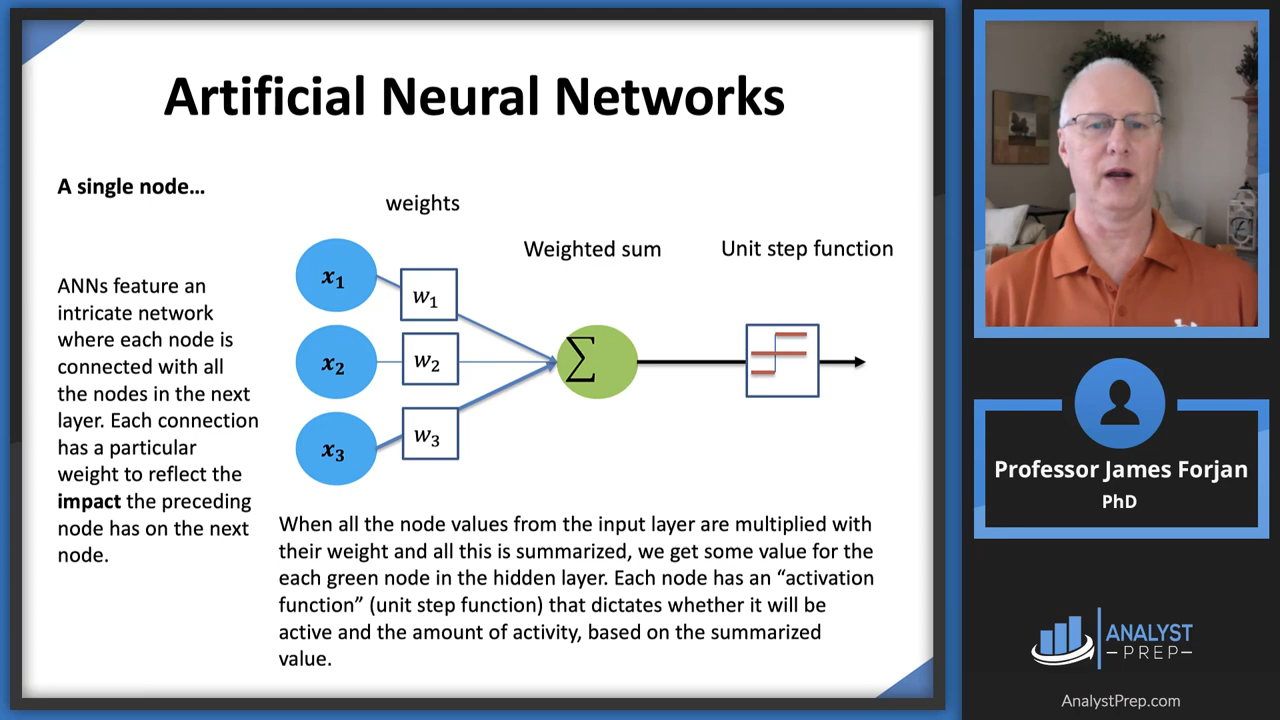 Artificial Neural Networks
A single node...
weights
Weighted sum
Unit step function
x1
w1
x2
w2
x3
w3
∑
ANNs feature an
intricate network
where each node is
connected with all
the nodes in the next
layer. Each connection
has a particular
weight to reflect the
impact the preceding
node has on the next
node.
When all the node values from the input layer are multiplied with
their weight and all this is summarized, we get some value for the
each green node in the hidden layer. Each node has an “activation
function” (unit step function) that dictates whether it will be
active and the amount of activity, based on the summarized
value.
Professor James Forjan
PhD
ANALYST
PREP
AnalystPrep.com